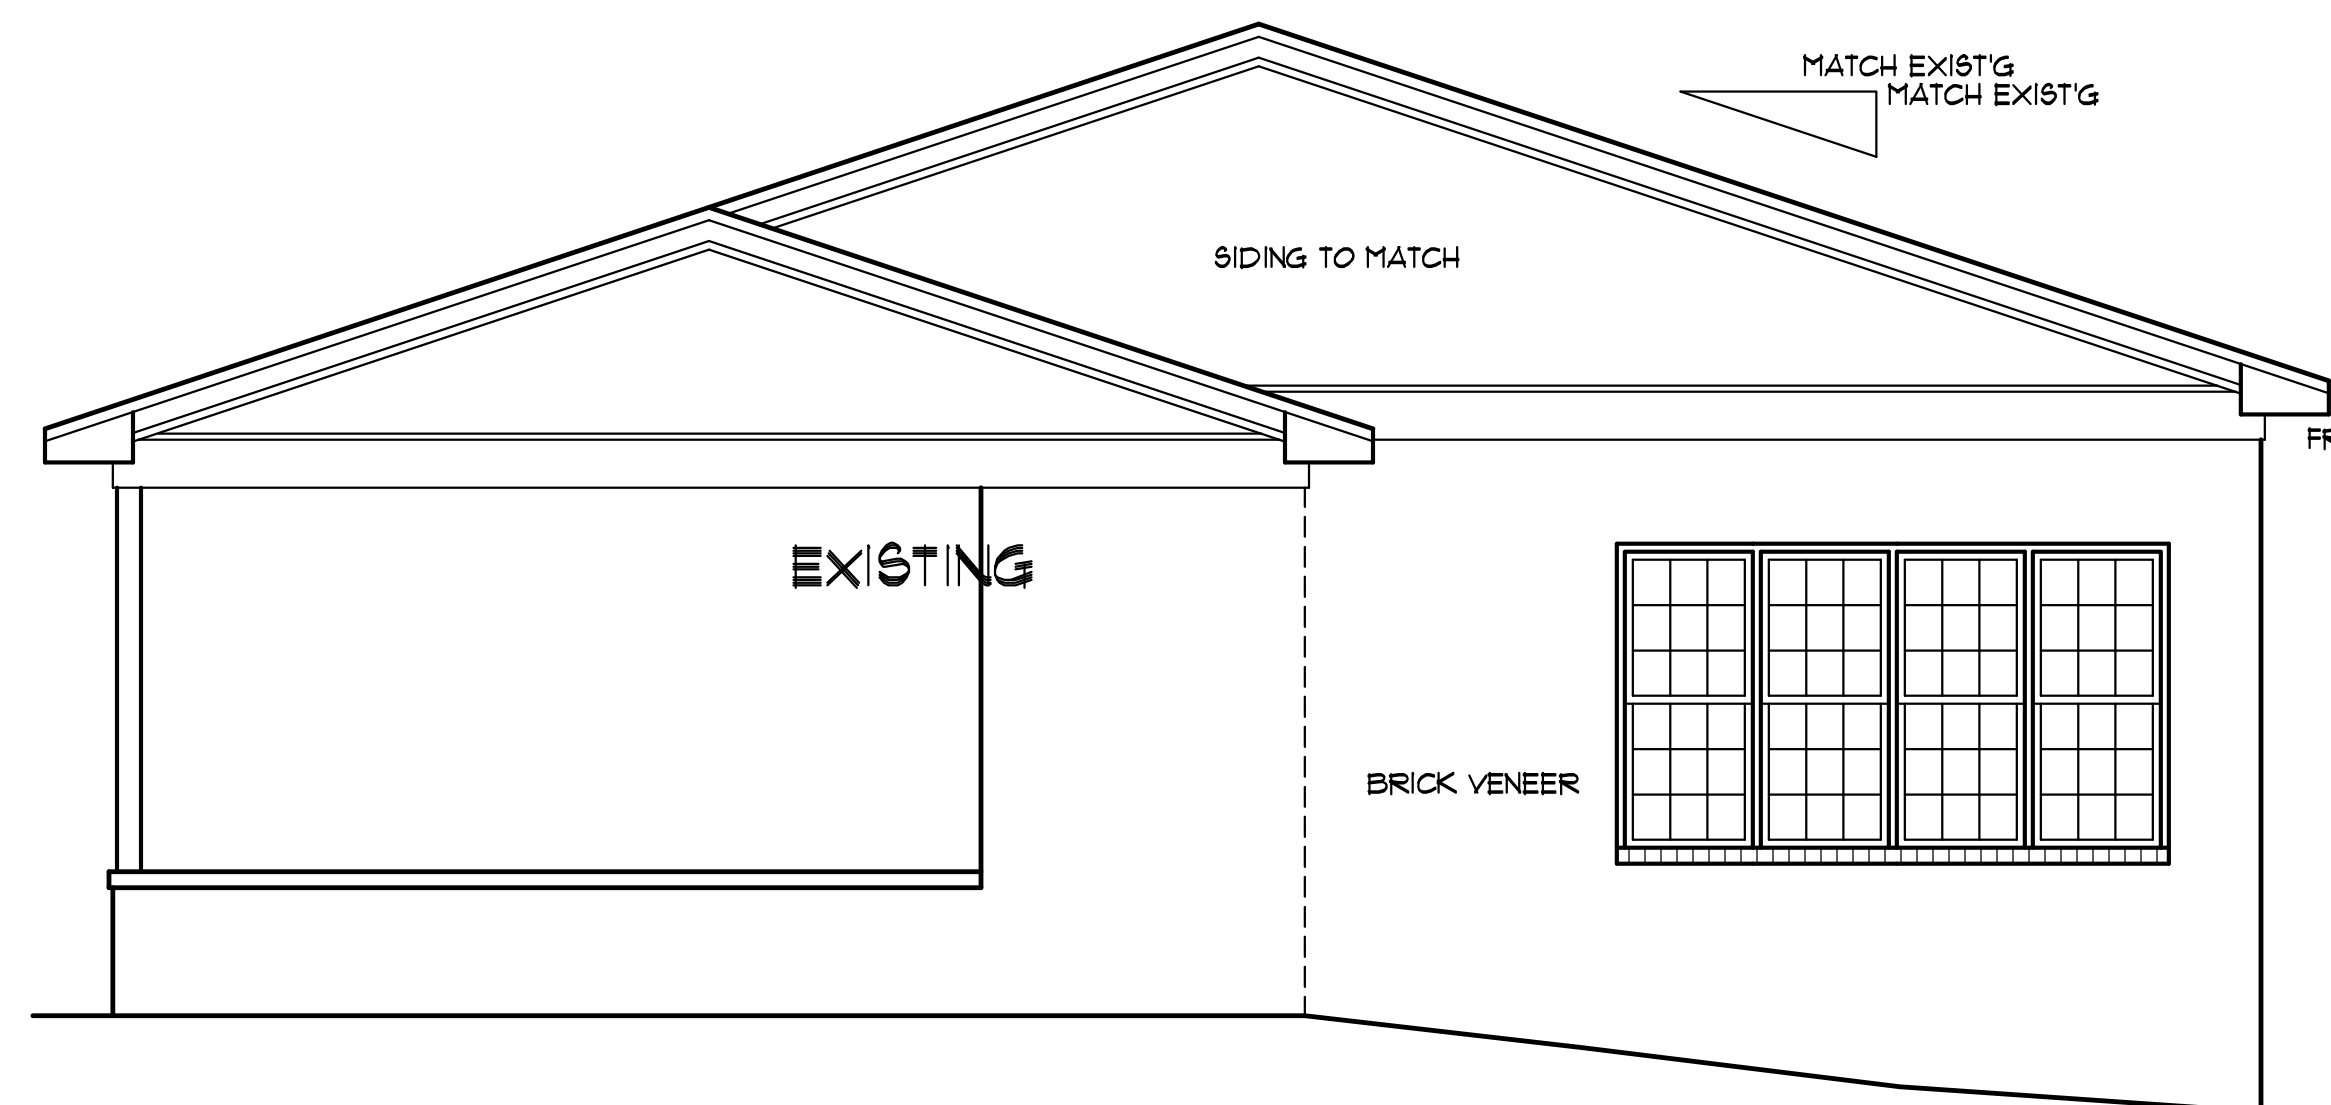 MATCH EXIST'G
MATCH EXIST'G
SIDING TO MATCH
EXISTING
BRICK VENEER